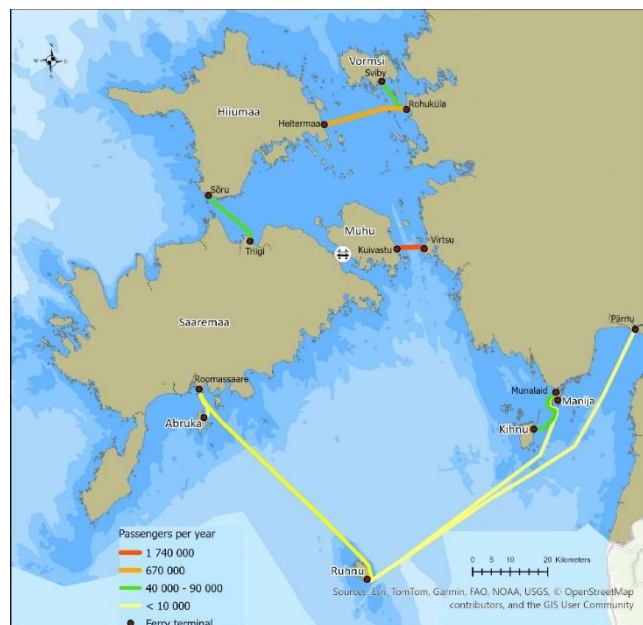 Vormsi
Sviby
Rohuküla
Hiiumaa
Heltermaa
Sõru
Triigi
Muhu
Kuivastu
Virtsu
Saaremaa
Pärnu
Roomassaare
Abruka
Munalaid
Manija
Kihnu
Ruhnu
Passengers per year
1 740 000
670 000
40 000 - 90 000
< 10 000
Ferry terminal
0 5 10 20 Kilometers
Sources: Esri, TomTom, Garmin, FAO, NOAA, USGS, © OpenStreetMap
contributors, and the GIS User Community